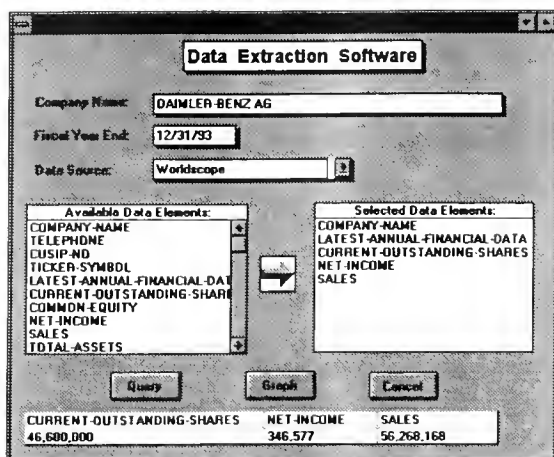 Data Extraction Software
Company Name: DAIMLER-BENZ AG
Fiscal Year End: 12/31/93
Data Source: Worldscope
Available Data Elements:
COMPANY-NAME
TELEPHONE
CUSIP-NO
TICKER-SYMBOL
LATEST-ANNUAL-FINANCIAL-DAT
CURRENT-OUTSTANDING-SHARE
COMMON-EQUITY
NET-INCOME
SALES
TOTAL-ASSETS
Selected Data Elements:
COMPANY-NAME
LATEST-ANNUAL-FINANCIAL-DATA
CURRENT-OUTSTANDING-SHARES
NET-INCOME
SALES
Query Graph Cancel
CURRENT-OUTSTANDING-SHARES NET-INCOME SALES
46,600,000 346,577 56,268,168